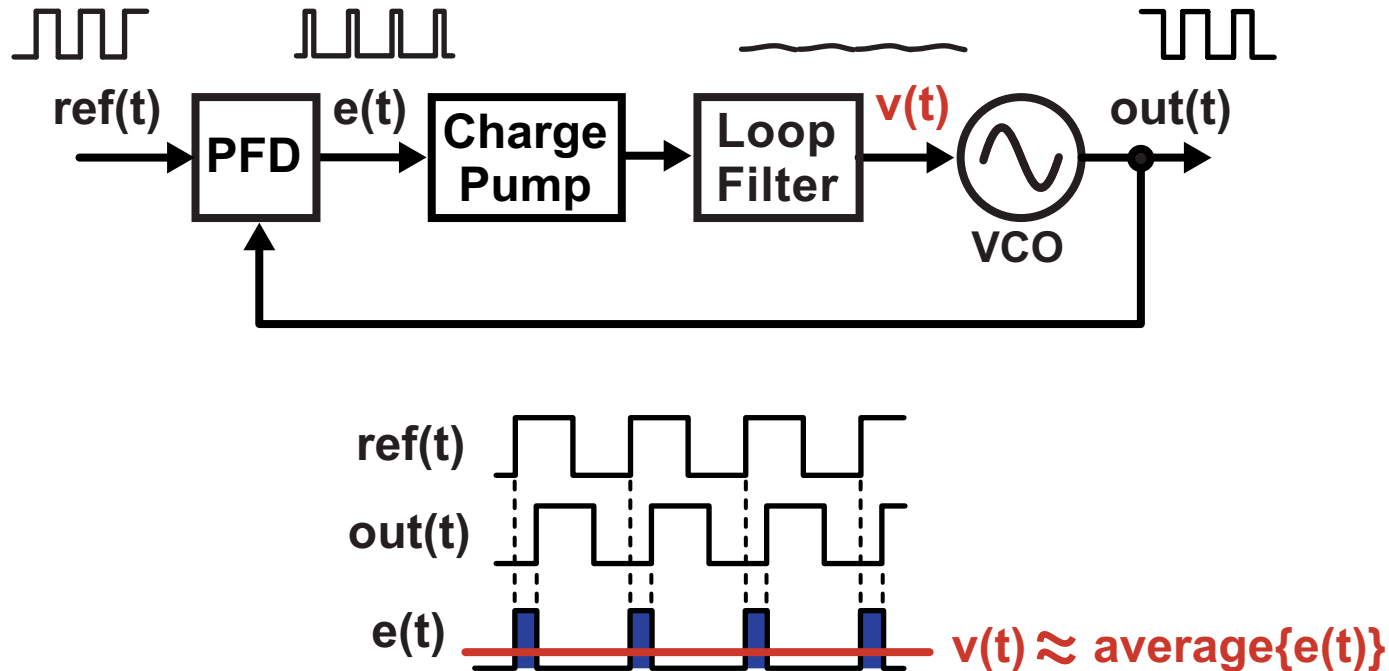 ref(t)
PFD
e(t)
Charge
Pump
Loop
Filter
v(t)
VCO
out(t)
ref(t)
out(t)
e(t)
v(t) ≈ average{e(t)}